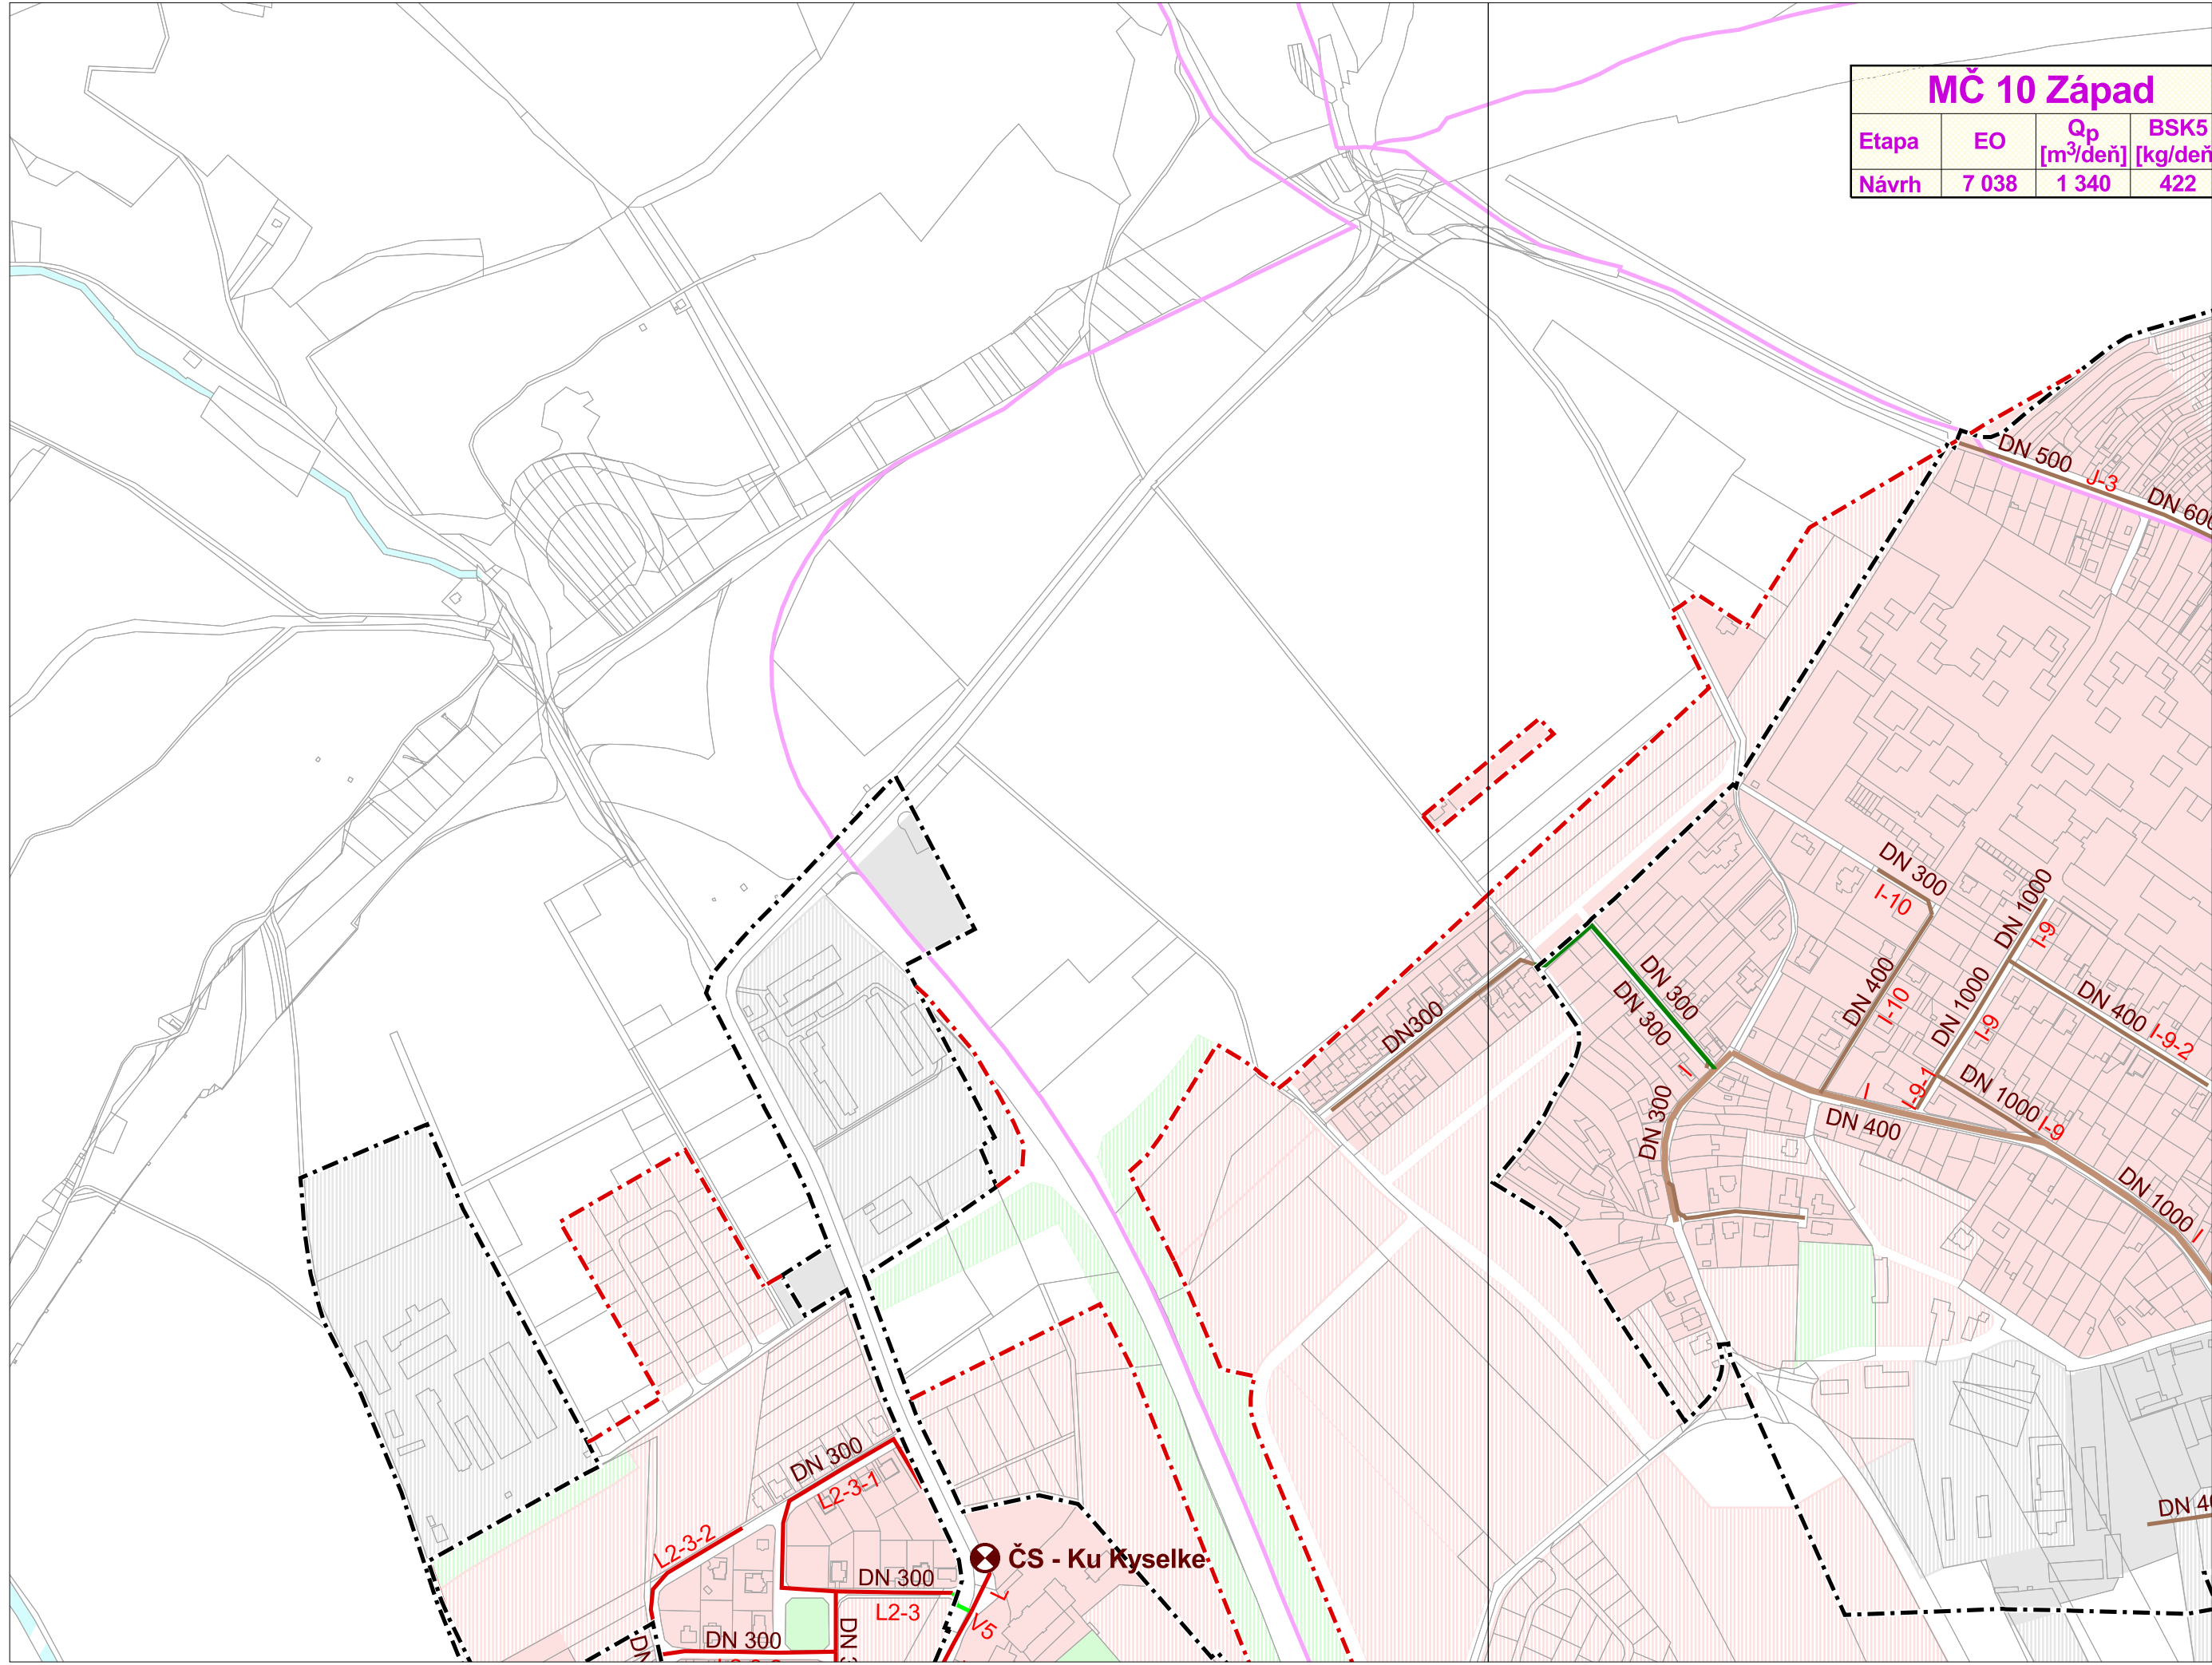 MČ 10 Západ
Etapa EO Qp [m³/deň] BSK5 [kg/deň
Návrh 7 038 1 340 422
DN 500
J-3
DN 600
DN 300
I-10
DN 1000
I-9
DN 400
I-10
DN 1000
I-9
DN 400 I-9-2
DN 300
DN 300
DN300
I
DN 300
I
I-9-1
DN 1000 I-9
DN 400
DN 1000 I
DN 300
L2-3-1
L2-3-2
ČS - Ku Kyselke
DN 300
L2-3
L
V5
DN 300
DN